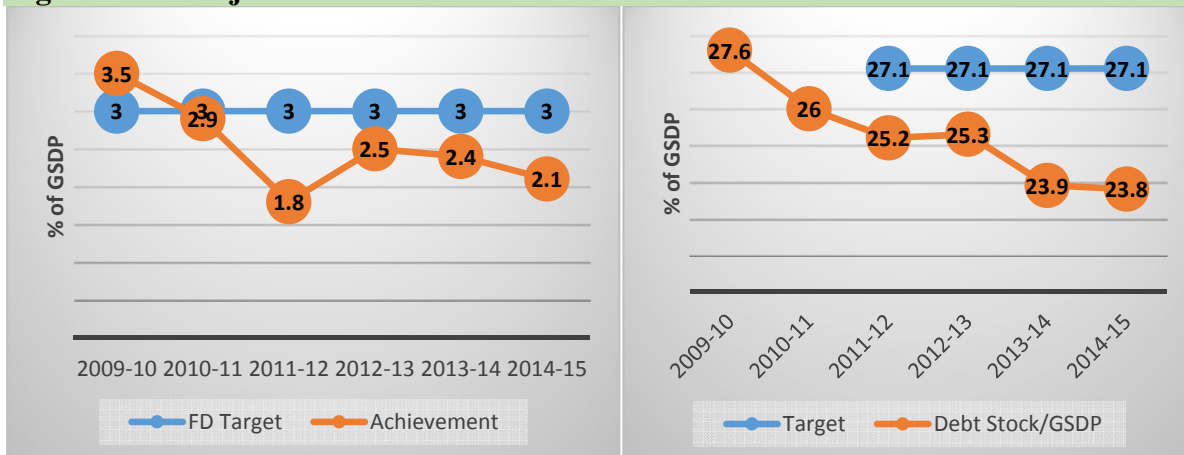 3.5
3 3 3 3 3 3
2.9
2.5
2.4
2.1
1.8
% of GSDP
2009-10 2010-11 2011-12 2012-13 2013-14 2014-15
FD Target Achievement
27.6
27.1 27.1 27.1 27.1
26
25.2
25.3
23.9
23.8
% of GSDP
2009-10 2010-11 2011-12 2012-13 2013-14 2014-15
Target Debt Stock/GSDP